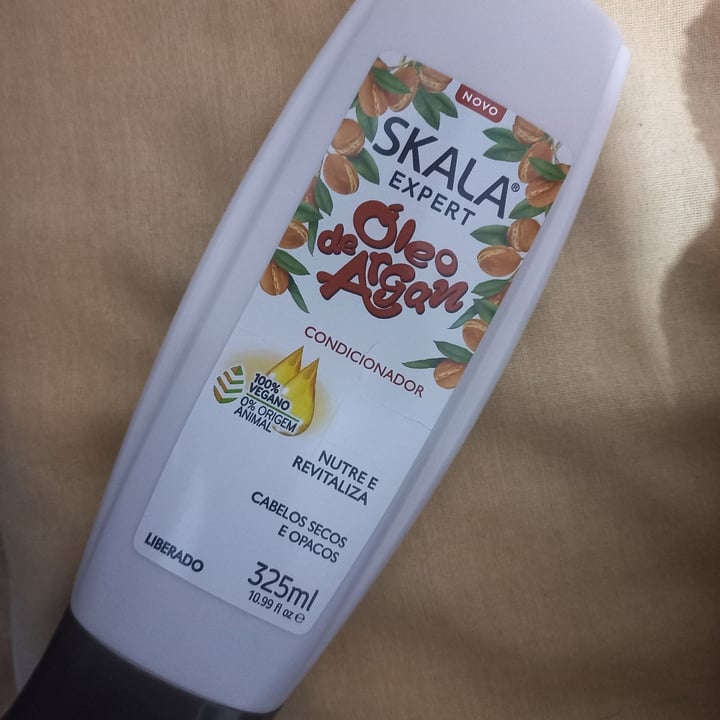 NOVO
SKALA®
EXPERT
Óleo
de Argan
CONDICIONADOR
100%
VEGANO
0% ORIGEM
ANIMAL
NUTRE E
REVITALIZA
CABELOS SECOS
E OPACOS
LIBERADO
325ml
10.99 fl oz ℮